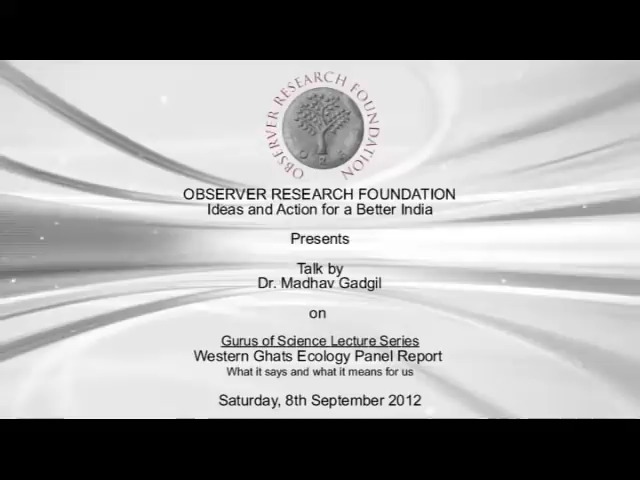 OBSERVER RESEARCH FOUNDATION
O R F
OBSERVER RESEARCH FOUNDATION
Ideas and Action for a Better India
Presents
Talk by
Dr. Madhav Gadgil
on
Gurus of Science Lecture Series
Western Ghats Ecology Panel Report
What it says and what it means for us
Saturday, 8th September 2012